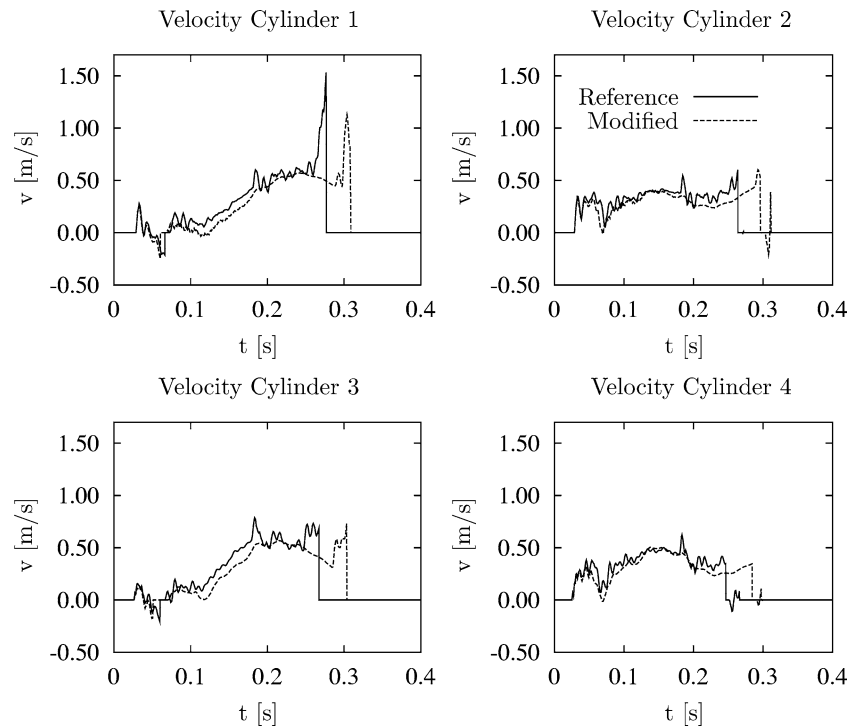 Velocity Cylinder 1
Velocity Cylinder 2
1.50
1.00
0.50
0.00
-0.50
v [m/s]
0 0.1 0.2 0.3 0.4
t [s]
1.50
1.00
0.50
0.00
-0.50
v [m/s]
Reference
Modified
0 0.1 0.2 0.3 0.4
t [s]
Velocity Cylinder 3
Velocity Cylinder 4
1.50
1.00
0.50
0.00
-0.50
v [m/s]
0 0.1 0.2 0.3 0.4
t [s]
1.50
1.00
0.50
0.00
-0.50
v [m/s]
0 0.1 0.2 0.3 0.4
t [s]